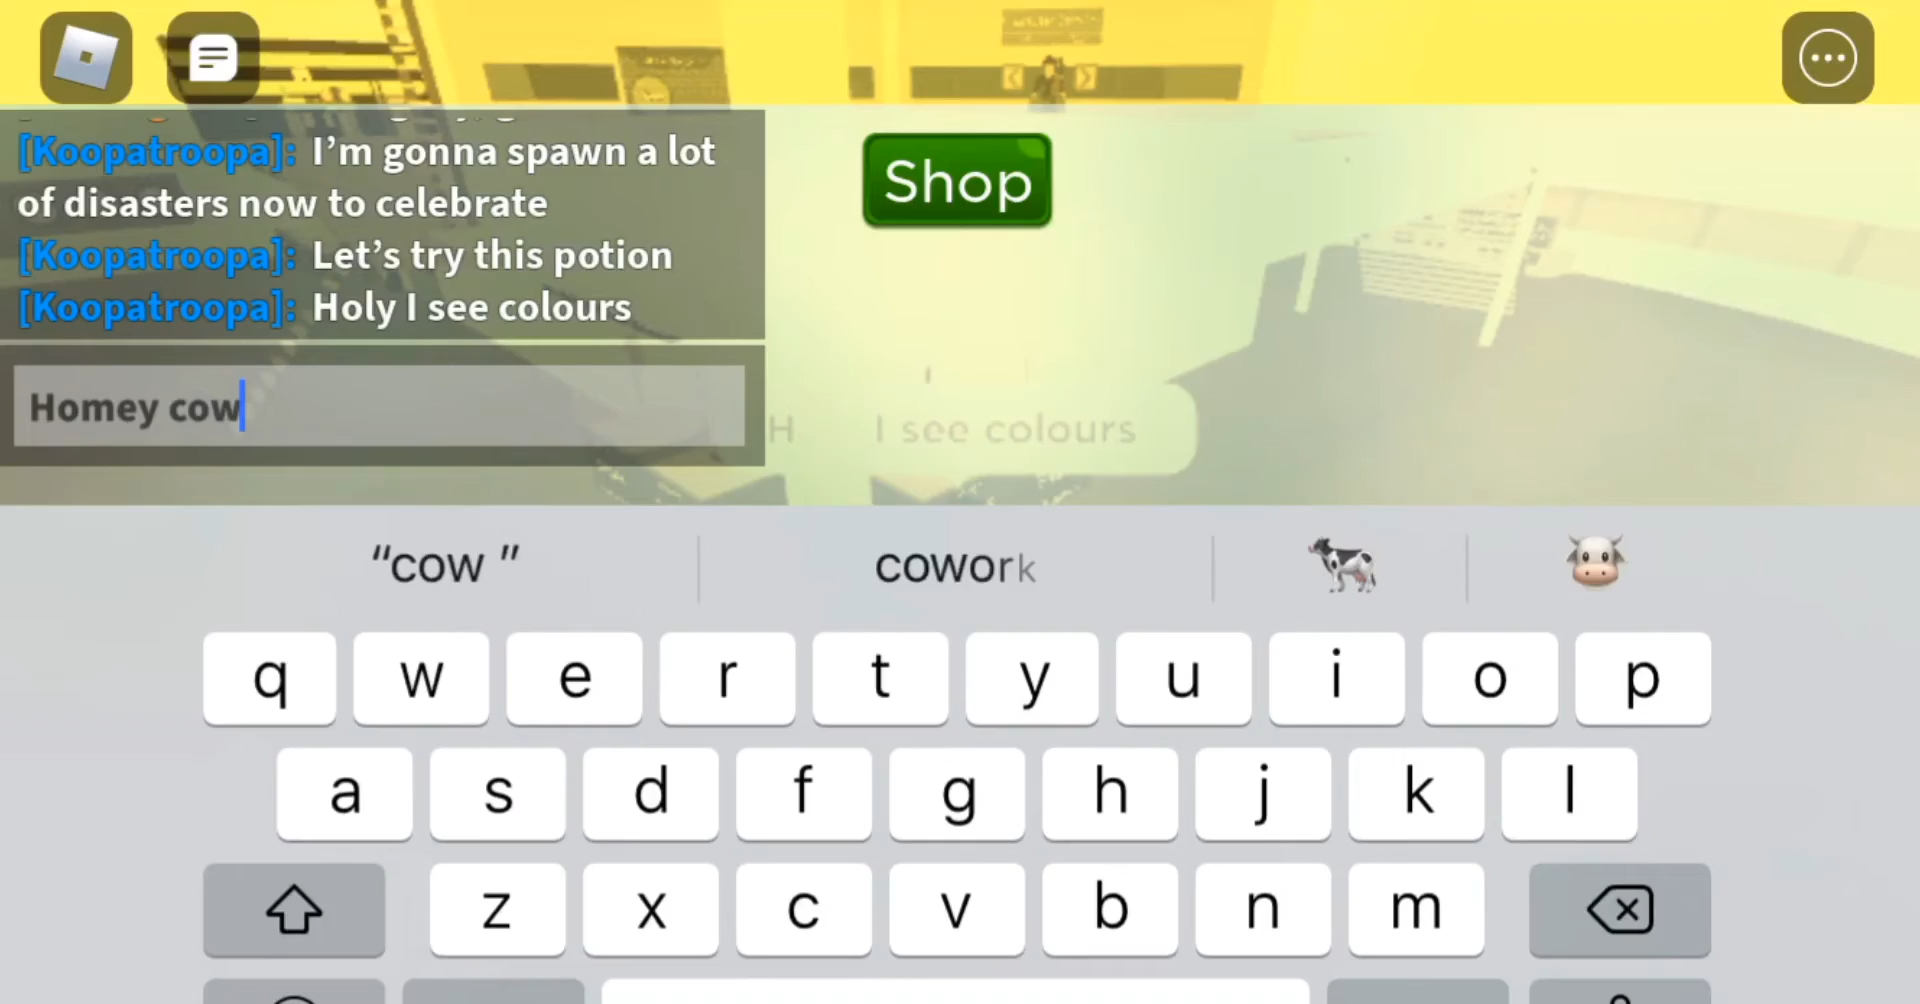 [Koopatroopa]: I’m gonna spawn a lot
of disasters now to celebrate
[Koopatroopa]: Let’s try this potion
[Koopatroopa]: Holy I see colours
Shop
Homey cow
H I see colours
“cow ” cowork
q w e r t y u i o p
a s d f g h j k l
z x c v b n m